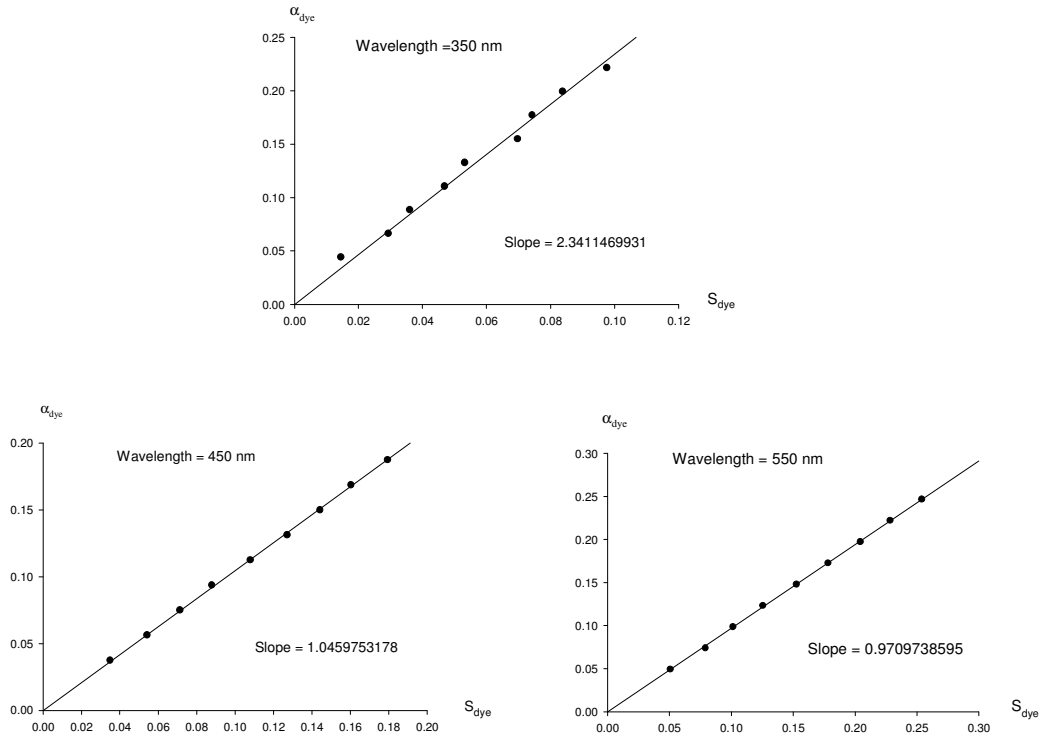 α_dye
0.25
Wavelength =350 nm
0.20
0.15
0.10
0.05
Slope = 2.3411469931
0.00
S_dye
0.00 0.02 0.04 0.06 0.08 0.10 0.12
α_dye
0.20
Wavelength = 450 nm
0.15
0.10
0.05
Slope = 1.0459753178
0.00
S_dye
0.00 0.02 0.04 0.06 0.08 0.10 0.12 0.14 0.16 0.18 0.20
α_dye
0.30
Wavelength = 550 nm
0.25
0.20
0.15
0.10
0.05
Slope = 0.9709738595
0.00
S_dye
0.00 0.05 0.10 0.15 0.20 0.25 0.30